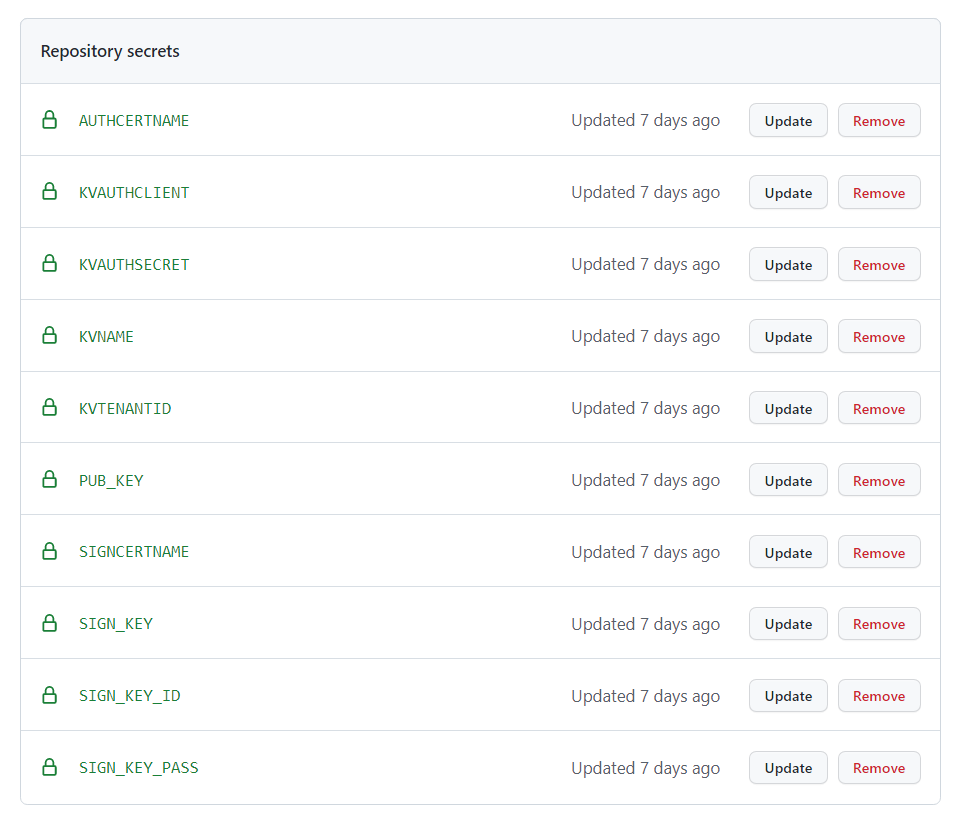 Repository secrets
AUTHCERTNAME Updated 7 days ago Update Remove
KVAUTHCLIENT Updated 7 days ago Update Remove
KVAUTHSECRET Updated 7 days ago Update Remove
KVNAME Updated 7 days ago Update Remove
KVTENANTID Updated 7 days ago Update Remove
PUB_KEY Updated 7 days ago Update Remove
SIGNCERTNAME Updated 7 days ago Update Remove
SIGN_KEY Updated 7 days ago Update Remove
SIGN_KEY_ID Updated 7 days ago Update Remove
SIGN_KEY_PASS Updated 7 days ago Update Remove